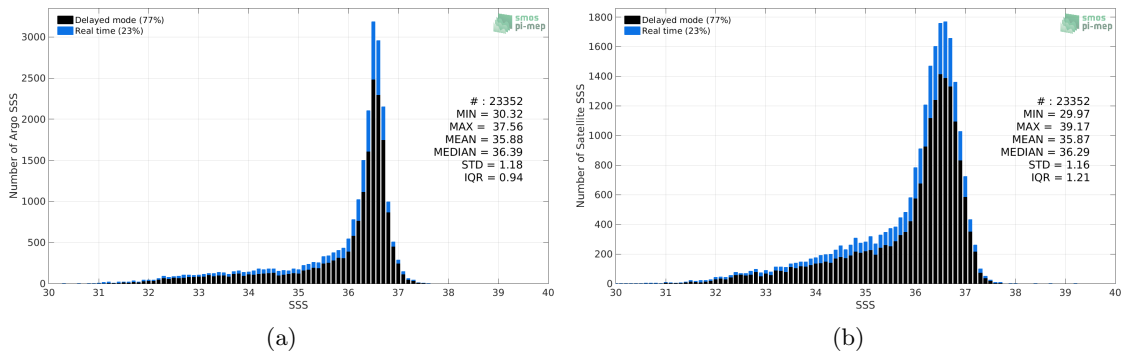 Delayed mode (77%)
Real time (23%)
smos
pi-mep
Number of Argo SSS
3000
2500
2000
1500
1000
500
0
# : 23352
MIN = 30.32
MAX = 37.56
MEAN = 35.88
MEDIAN = 36.39
STD = 1.18
IQR = 0.94
30 31 32 33 34 35 36 37 38 39 40
SSS
(a)
Delayed mode (77%)
Real time (23%)
smos
pi-mep
Number of Satellite SSS
1800
1600
1400
1200
1000
800
600
400
200
0
# : 23352
MIN = 29.97
MAX = 39.17
MEAN = 35.87
MEDIAN = 36.29
STD = 1.16
IQR = 1.21
30 31 32 33 34 35 36 37 38 39 40
SSS
(b)